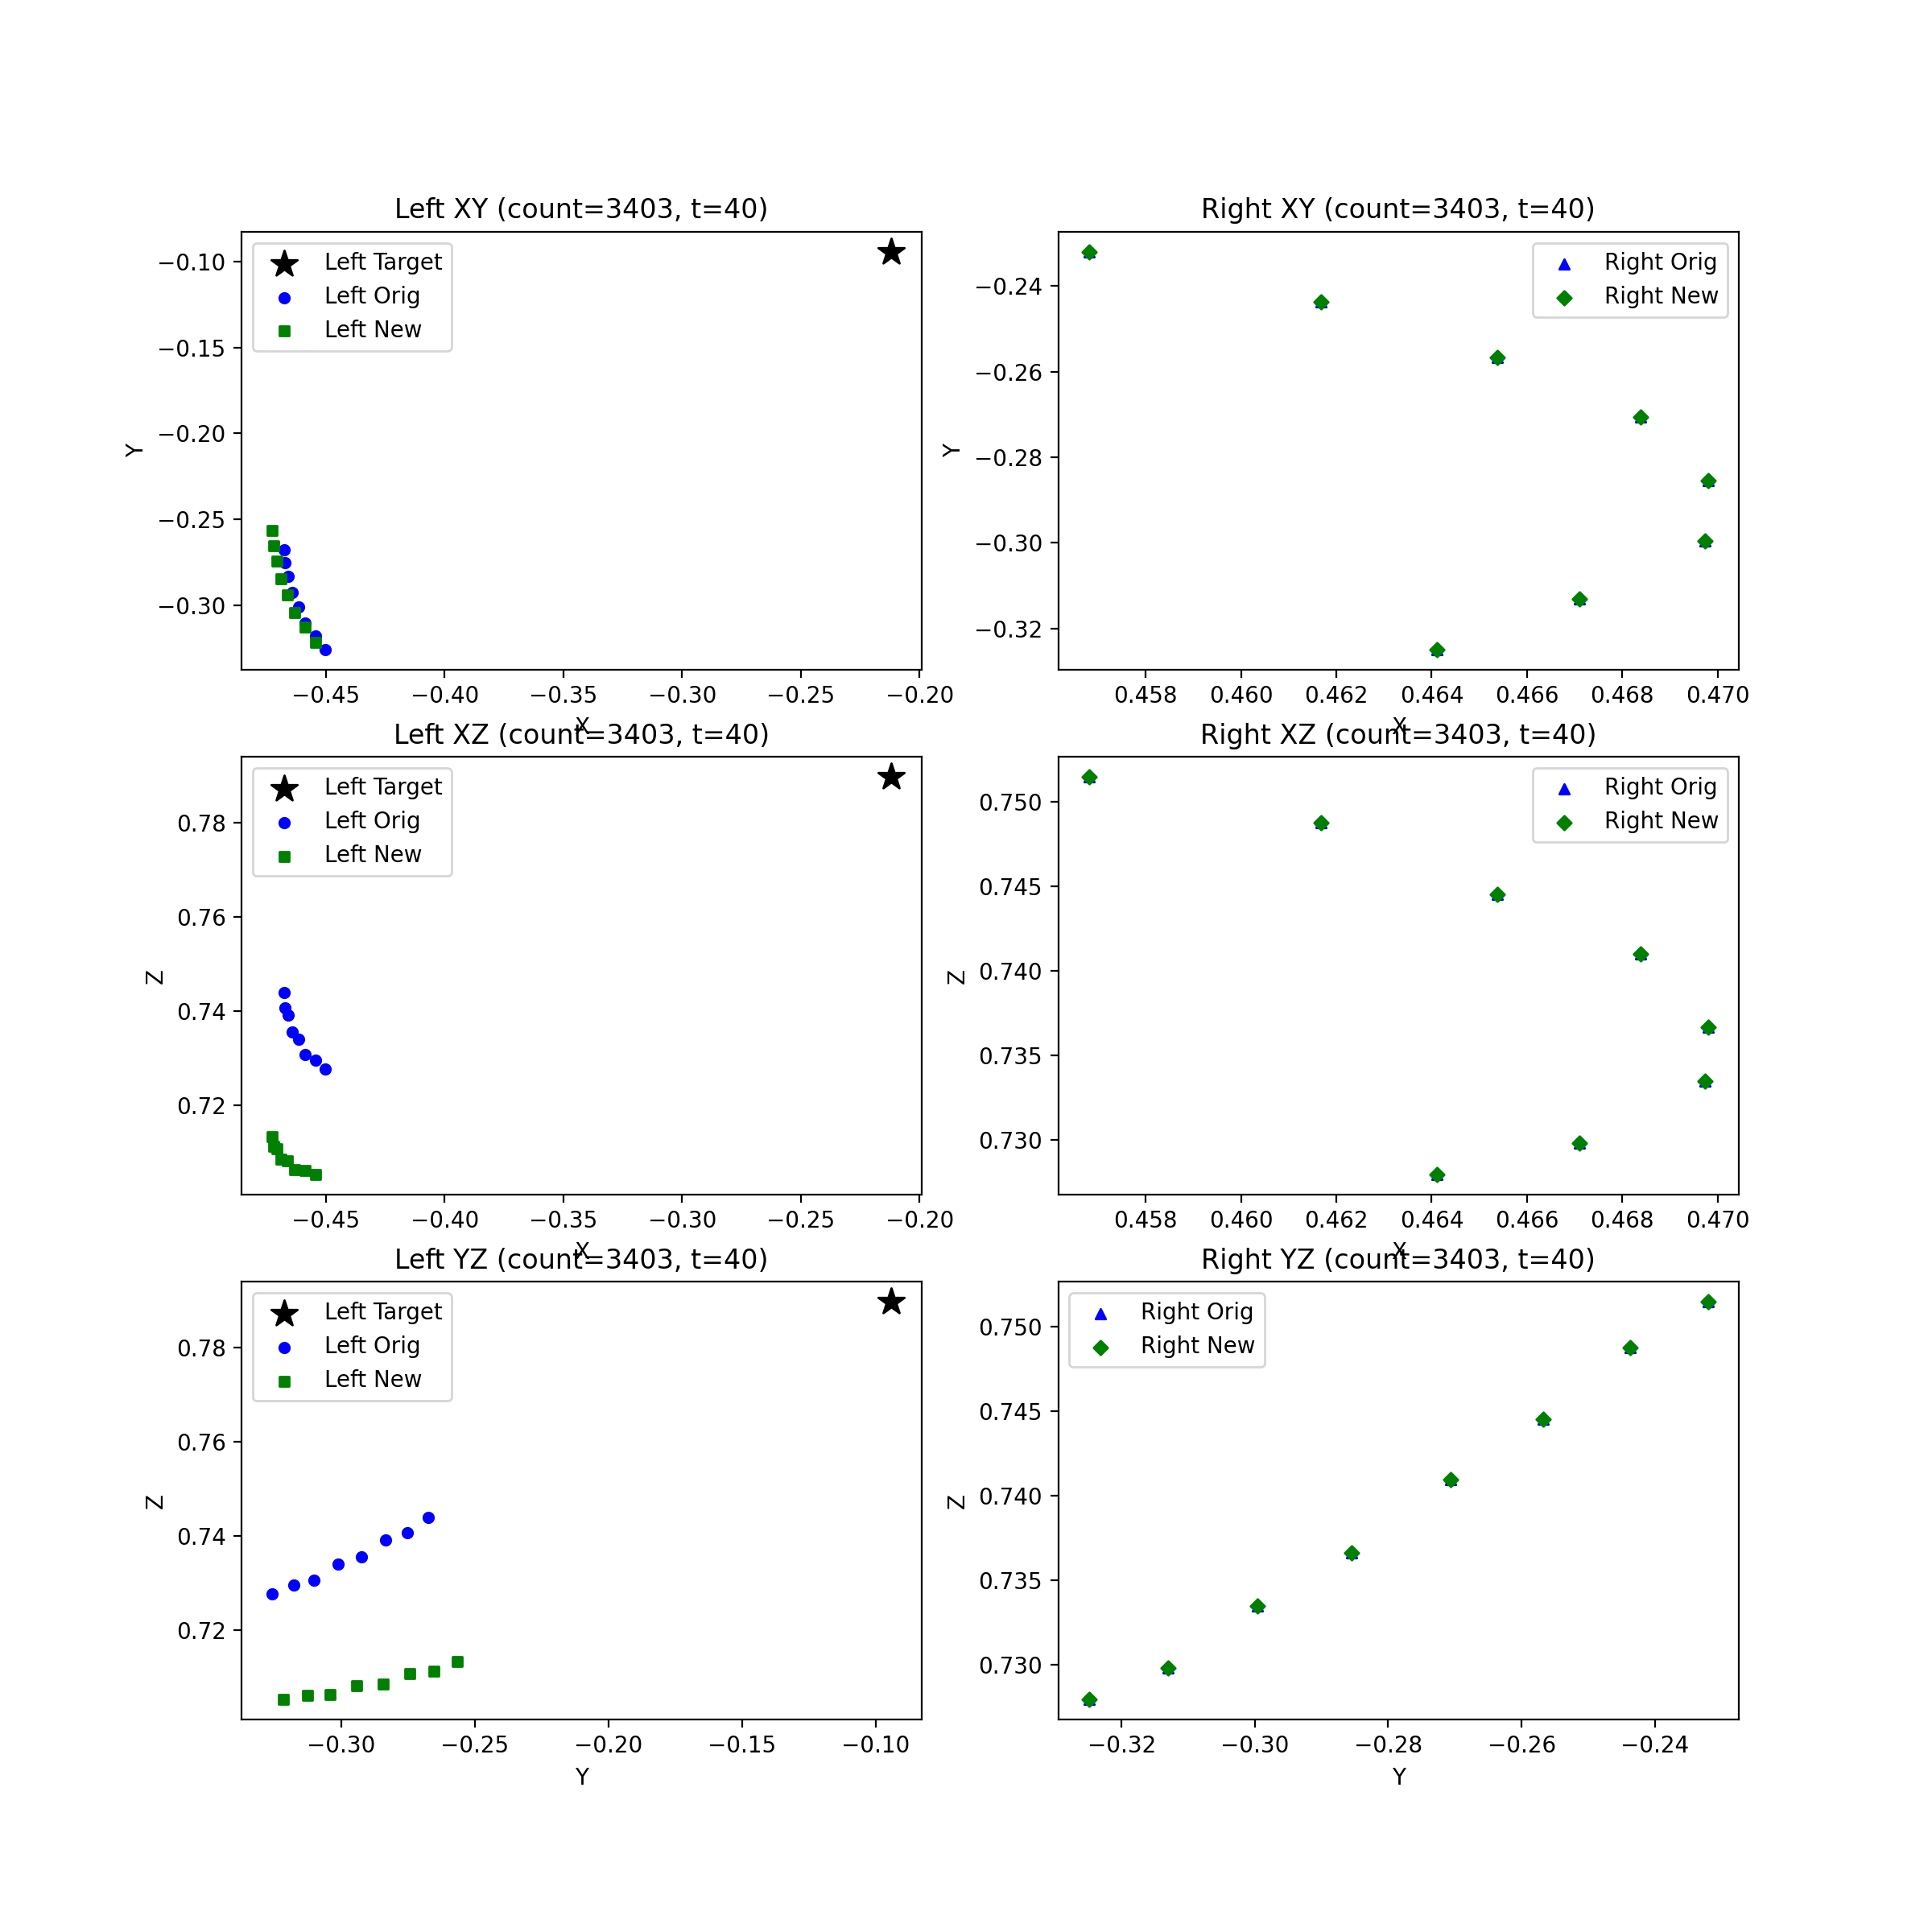 Left XY (count=3403, t=40)
Left Target
Left Orig
Left New
−0.10
−0.15
−0.20
−0.25
−0.30
Y
−0.45 −0.40 −0.35 −0.30 −0.25 −0.20
X
Right XY (count=3403, t=40)
Right Orig
Right New
−0.24
−0.26
−0.28
−0.30
−0.32
Y
0.458 0.460 0.462 0.464 0.466 0.468 0.470
X
Left XZ (count=3403, t=40)
Left Target
Left Orig
Left New
0.78
0.76
0.74
0.72
Z
−0.45 −0.40 −0.35 −0.30 −0.25 −0.20
X
Right XZ (count=3403, t=40)
Right Orig
Right New
0.750
0.745
0.740
0.735
0.730
Z
0.458 0.460 0.462 0.464 0.466 0.468 0.470
X
Left YZ (count=3403, t=40)
Left Target
Left Orig
Left New
0.78
0.76
0.74
0.72
Z
−0.30 −0.25 −0.20 −0.15 −0.10
Y
Right YZ (count=3403, t=40)
Right Orig
Right New
0.750
0.745
0.740
0.735
0.730
Z
−0.32 −0.30 −0.28 −0.26 −0.24
Y